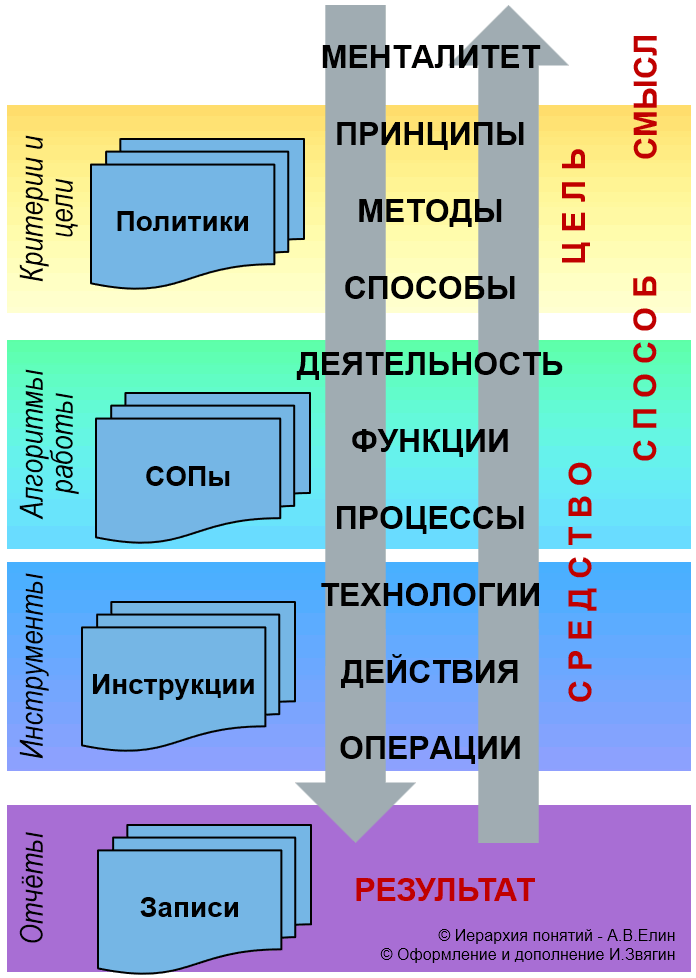 МЕНТАЛИТЕТ
СМЫСЛ
Критерии и
цели
Политики
ПРИНЦИПЫ
МЕТОДЫ
СПОСОБЫ
ЦЕЛЬ
СПОСОБ
Алгоритмы
работы
СОПы
ДЕЯТЕЛЬНОСТЬ
ФУНКЦИИ
ПРОЦЕССЫ
СРЕДСТВО
Инструменты
Инструкции
ТЕХНОЛОГИИ
ДЕЙСТВИЯ
ОПЕРАЦИИ
Отчёты
Записи
РЕЗУЛЬТАТ
© Иерархия понятий - А.В.Елин
© Оформление и дополнение И.Звягин